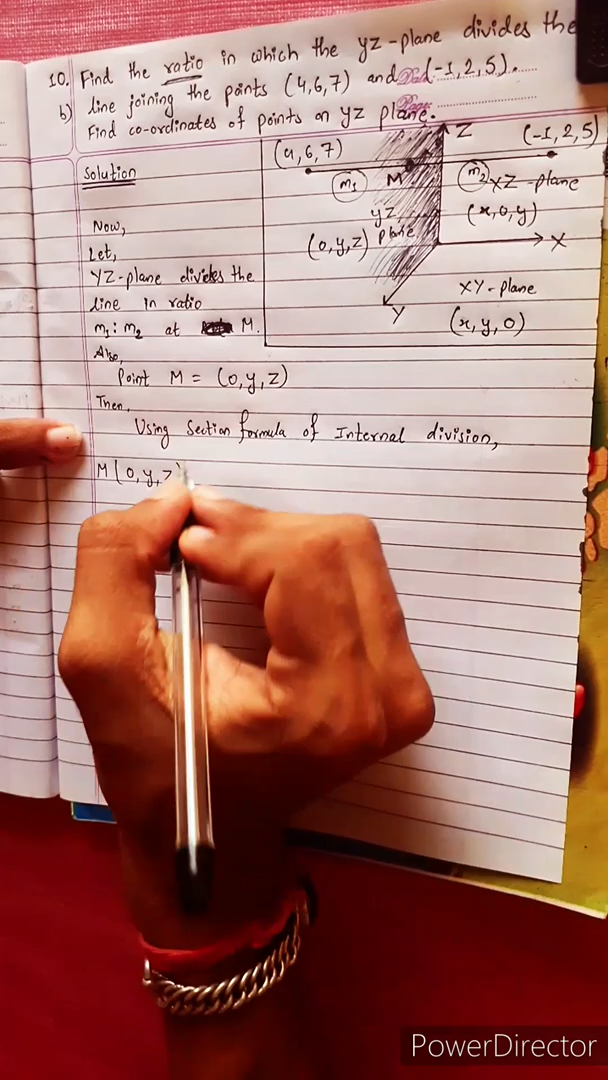 10. Find the ratio in which the yz-plane divides the
b) line joining the points (4,6,7) and (-1,2,5).
Find co-ordinates of points on yz plane.
Solution
(4,6,7)
Z
(-1,2,5)
m1
M
m2
XZ-plane
yz
plane
(x,0,y)
(0,y,z)
X
XY-plane
Y
(x,y,0)
Now,
Let,
YZ-plane divides the
line in ratio
m1:m2 at M.
Also,
Point M = (0,y,z)
Then,
Using Section formula of Internal division,
M(0,y,z)
PowerDirector